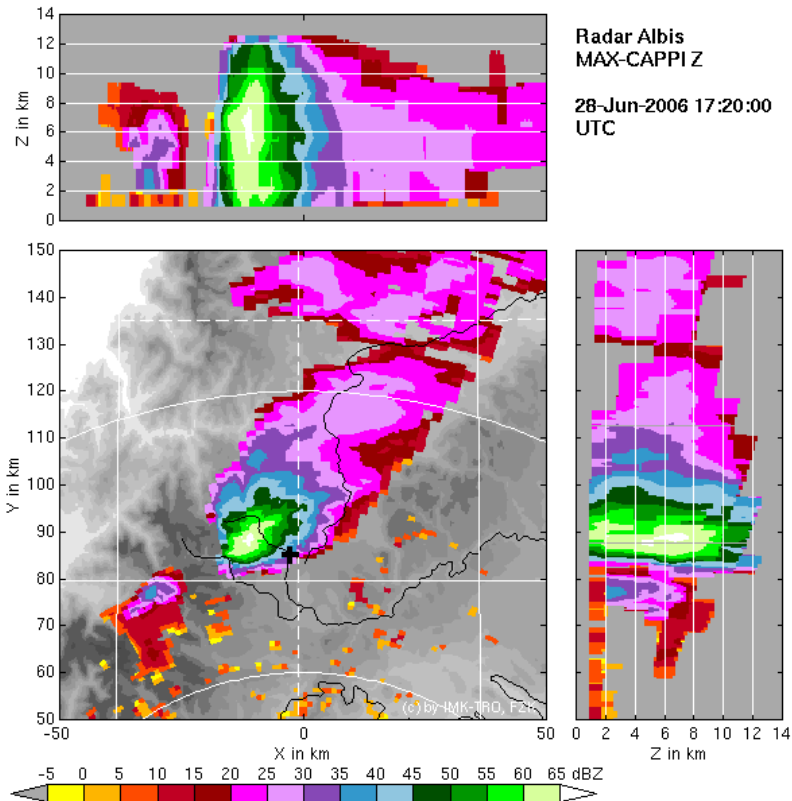 14
12
10
8
6
4
2
0
Z in km
0
50
Radar Albis
MAX-CAPPI Z
28-Jun-2006 17:20:00
UTC
150
140
130
120
110
100
90
80
70
60
50
Y in km
(c) by IMK-TRO, FZK
-50
0
50
X in km
0 2 4 6 8 10 12 14
Z in km
-5 0 5 10 15 20 25 30 35 40 45 50 55 60 65 dBZ